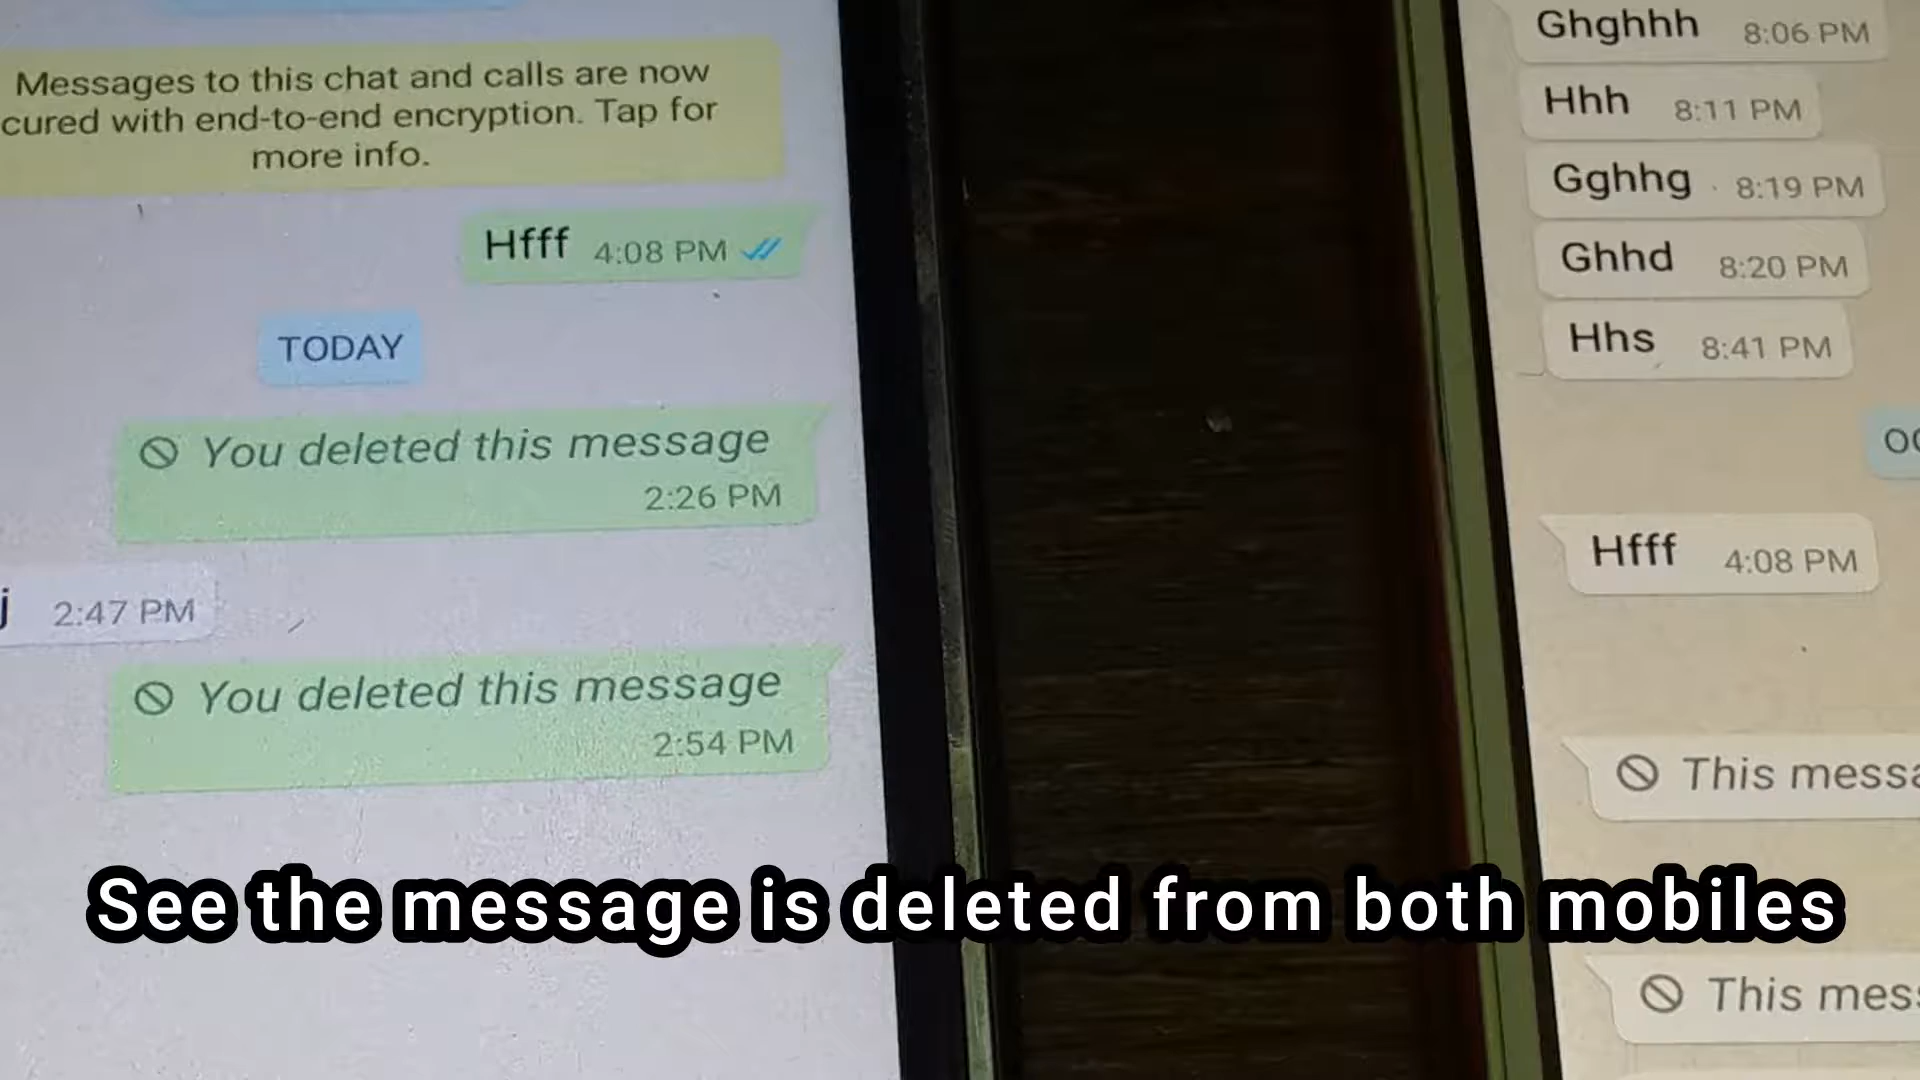 Messages to this chat and calls are now
cured with end-to-end encryption. Tap for
more info.
Hfff 4:08 PM
TODAY
You deleted this message
2:26 PM
j 2:47 PM
You deleted this message
2:54 PM
Ghghhh 8:06 PM
Hhh 8:11 PM
Gghhg 8:19 PM
Ghhd 8:20 PM
Hhs 8:41 PM
Hfff 4:08 PM
This messa
This mes
See the message is deleted from both mobiles